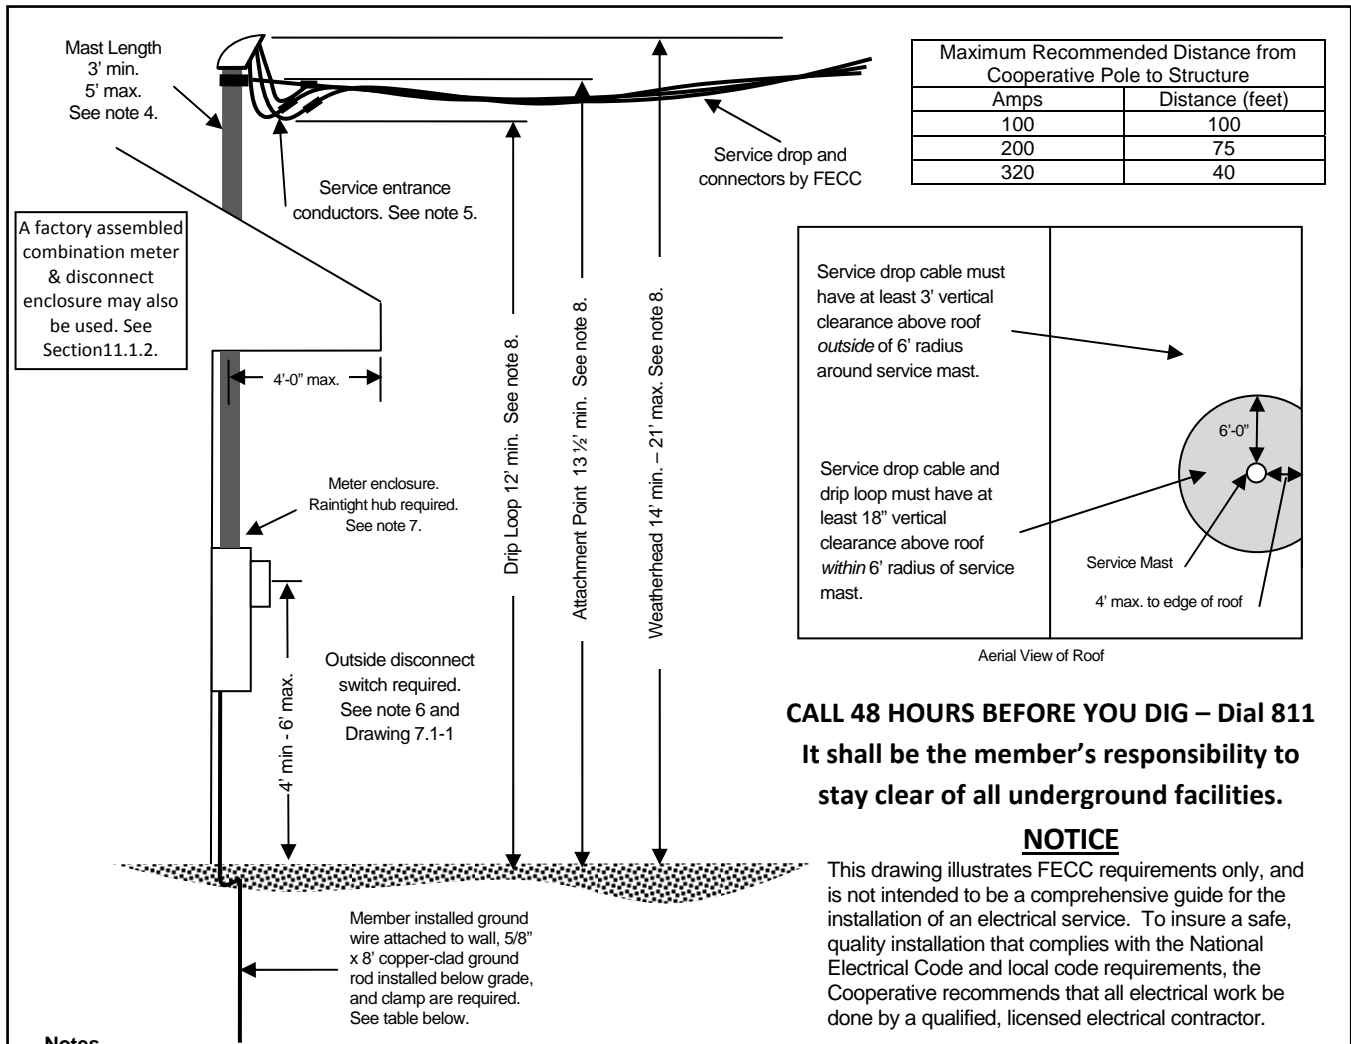 Mast Length
3' min.
5' max.
See note 4.
Service entrance
conductors. See note 5.
Service drop and
connectors by FECC
A factory assembled
combination meter
& disconnect
enclosure may also
be used. See
Section11.1.2.
4'-0” max.
Meter enclosure.
Raintight hub required.
See note 7.
Outside disconnect
switch required.
See note 6 and
Drawing 7.1-1
4' min - 6' max.
Drip Loop 12' min. See note 8.
Attachment Point 13 ½' min. See note 8.
Weatherhead 14' min. – 21' max. See note 8.
Member installed ground
wire attached to wall, 5/8”
x 8' copper-clad ground
rod installed below grade,
and clamp are required.
See table below.
Notes
Maximum Recommended Distance from
Cooperative Pole to Structure
Amps Distance (feet)
100 100
200 75
320 40
Service drop cable must
have at least 3' vertical
clearance above roof
outside of 6' radius
around service mast.
Service drop cable and
drip loop must have at
least 18” vertical
clearance above roof
within 6' radius of service
mast.
6'-0”
Service Mast
4' max. to edge of roof
Aerial View of Roof
CALL 48 HOURS BEFORE YOU DIG – Dial 811
It shall be the member's responsibility to
stay clear of all underground facilities.
NOTICE
This drawing illustrates FECC requirements only, and
is not intended to be a comprehensive guide for the
installation of an electrical service. To insure a safe,
quality installation that complies with the National
Electrical Code and local code requirements, the
Cooperative recommends that all electrical work be
done by a qualified, licensed electrical contractor.